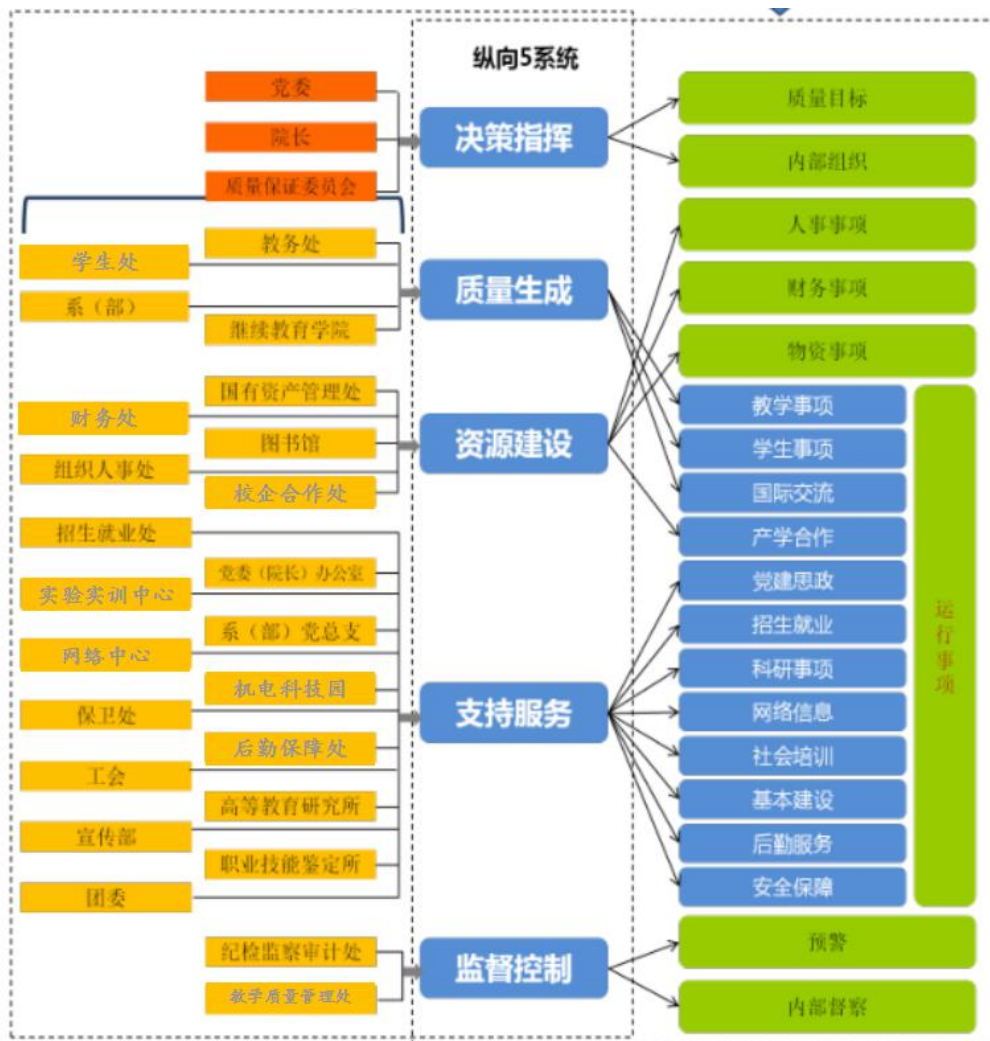 纵向5系统
党委
院长
质量保证委员会
决策指挥
质量目标
内部组织
教务处
学生处
系（部）
继续教育学院
质量生成
人事事项
财务事项
物资事项
国有资产管理处
财务处
图书馆
组织人事处
校企合作处
资源建设
教学事项
学生事项
国际交流
产学合作
招生就业处
党委（院长）办公室
实验实训中心
系（部）党总支
网络中心
机电科技园
保卫处
后勤保障处
工会
高等教育研究所
宣传部
职业技能鉴定所
团委
支持服务
党建思政
招生就业
科研事项
网络信息
社会培训
基本建设
后勤服务
安全保障
运行事项
纪检监察审计处
教学质量管理处
监督控制
预警
内部督察